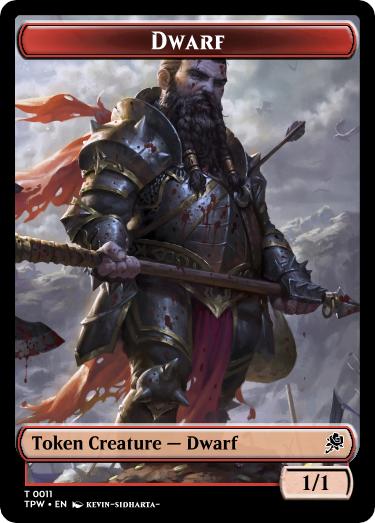 Dwarf
Token Creature — Dwarf
1/1
T 0011
TPW • EN KEVIN-SIDHARTA-